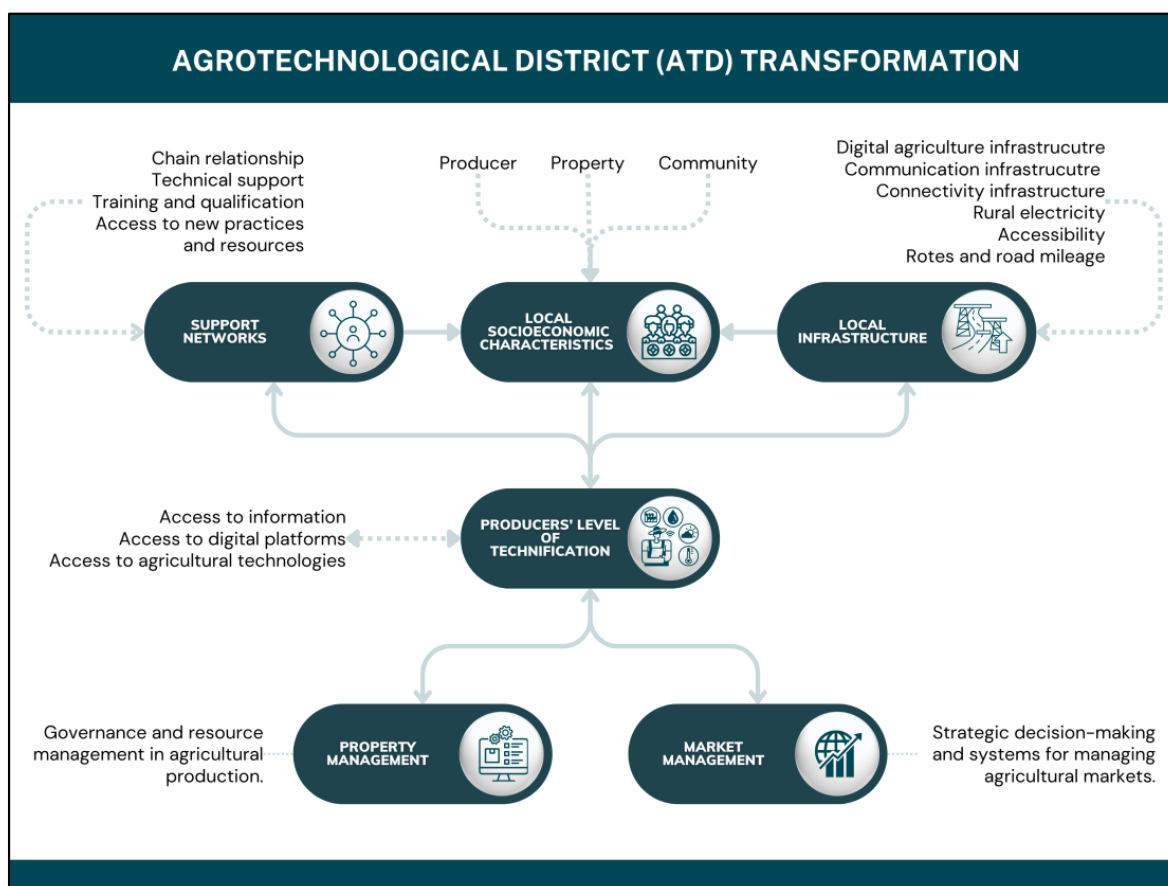 AGROTECHNOLOGICAL DISTRICT (ATD) TRANSFORMATION
Chain relationship
Technical support
Training and qualification
Access to new practices
and resources
Producer
Property
Community
Digital agriculture infrastrucutre
Communication infrastrucutre
Connectivity infrastructure
Rural electricity
Accessibility
Rotes and road mileage
SUPPORT
NETWORKS
LOCAL
SOCIOECONOMIC
CHARACTERISTICS
LOCAL
INFRASTRUCTURE
Access to information
Access to digital platforms
Access to agricultural technologies
PRODUCERS' LEVEL
OF
TECHNIFICATION
Governance and resource
management in agricultural
production.
PROPERTY
MANAGEMENT
MARKET
MANAGEMENT
Strategic decision-making
and systems for managing
agricultural markets.